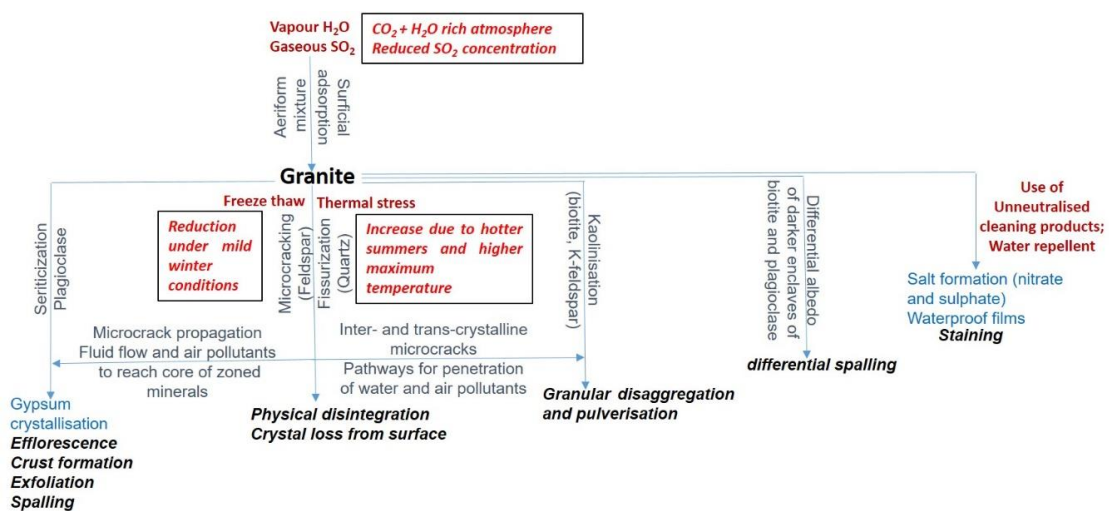 Vapour H₂O
Gaseous SO₂
CO₂ + H₂O rich atmosphere
Reduced SO₂ concentration
Aeriform
mixture
Surficial
adsorption
Granite
Freeze thaw
Thermal stress
Reduction
under mild
winter
conditions
Increase due to hotter
summers and higher
maximum
temperature
Sericitization
Plagioclase
Microcracking
(Feldspar)
Fissurization
(Quartz)
Kaolinisation
(biotite, K-feldspar)
Differential albedo
of darker enclaves of
biotite and plagioclase
Use of
Unneutralised
cleaning products;
Water repellent
Microcrack propagation
Fluid flow and air pollutants
to reach core of zoned
minerals
Inter- and trans-crystalline
microcracks
Pathways for penetration
of water and air pollutants
Gypsum
crystallisation
Efflorescence
Crust formation
Exfoliation
Spalling
Physical disintegration
Crystal loss from surface
Granular disaggregation
and pulverisation
differential spalling
Salt formation (nitrate
and sulphate)
Waterproof films
Staining